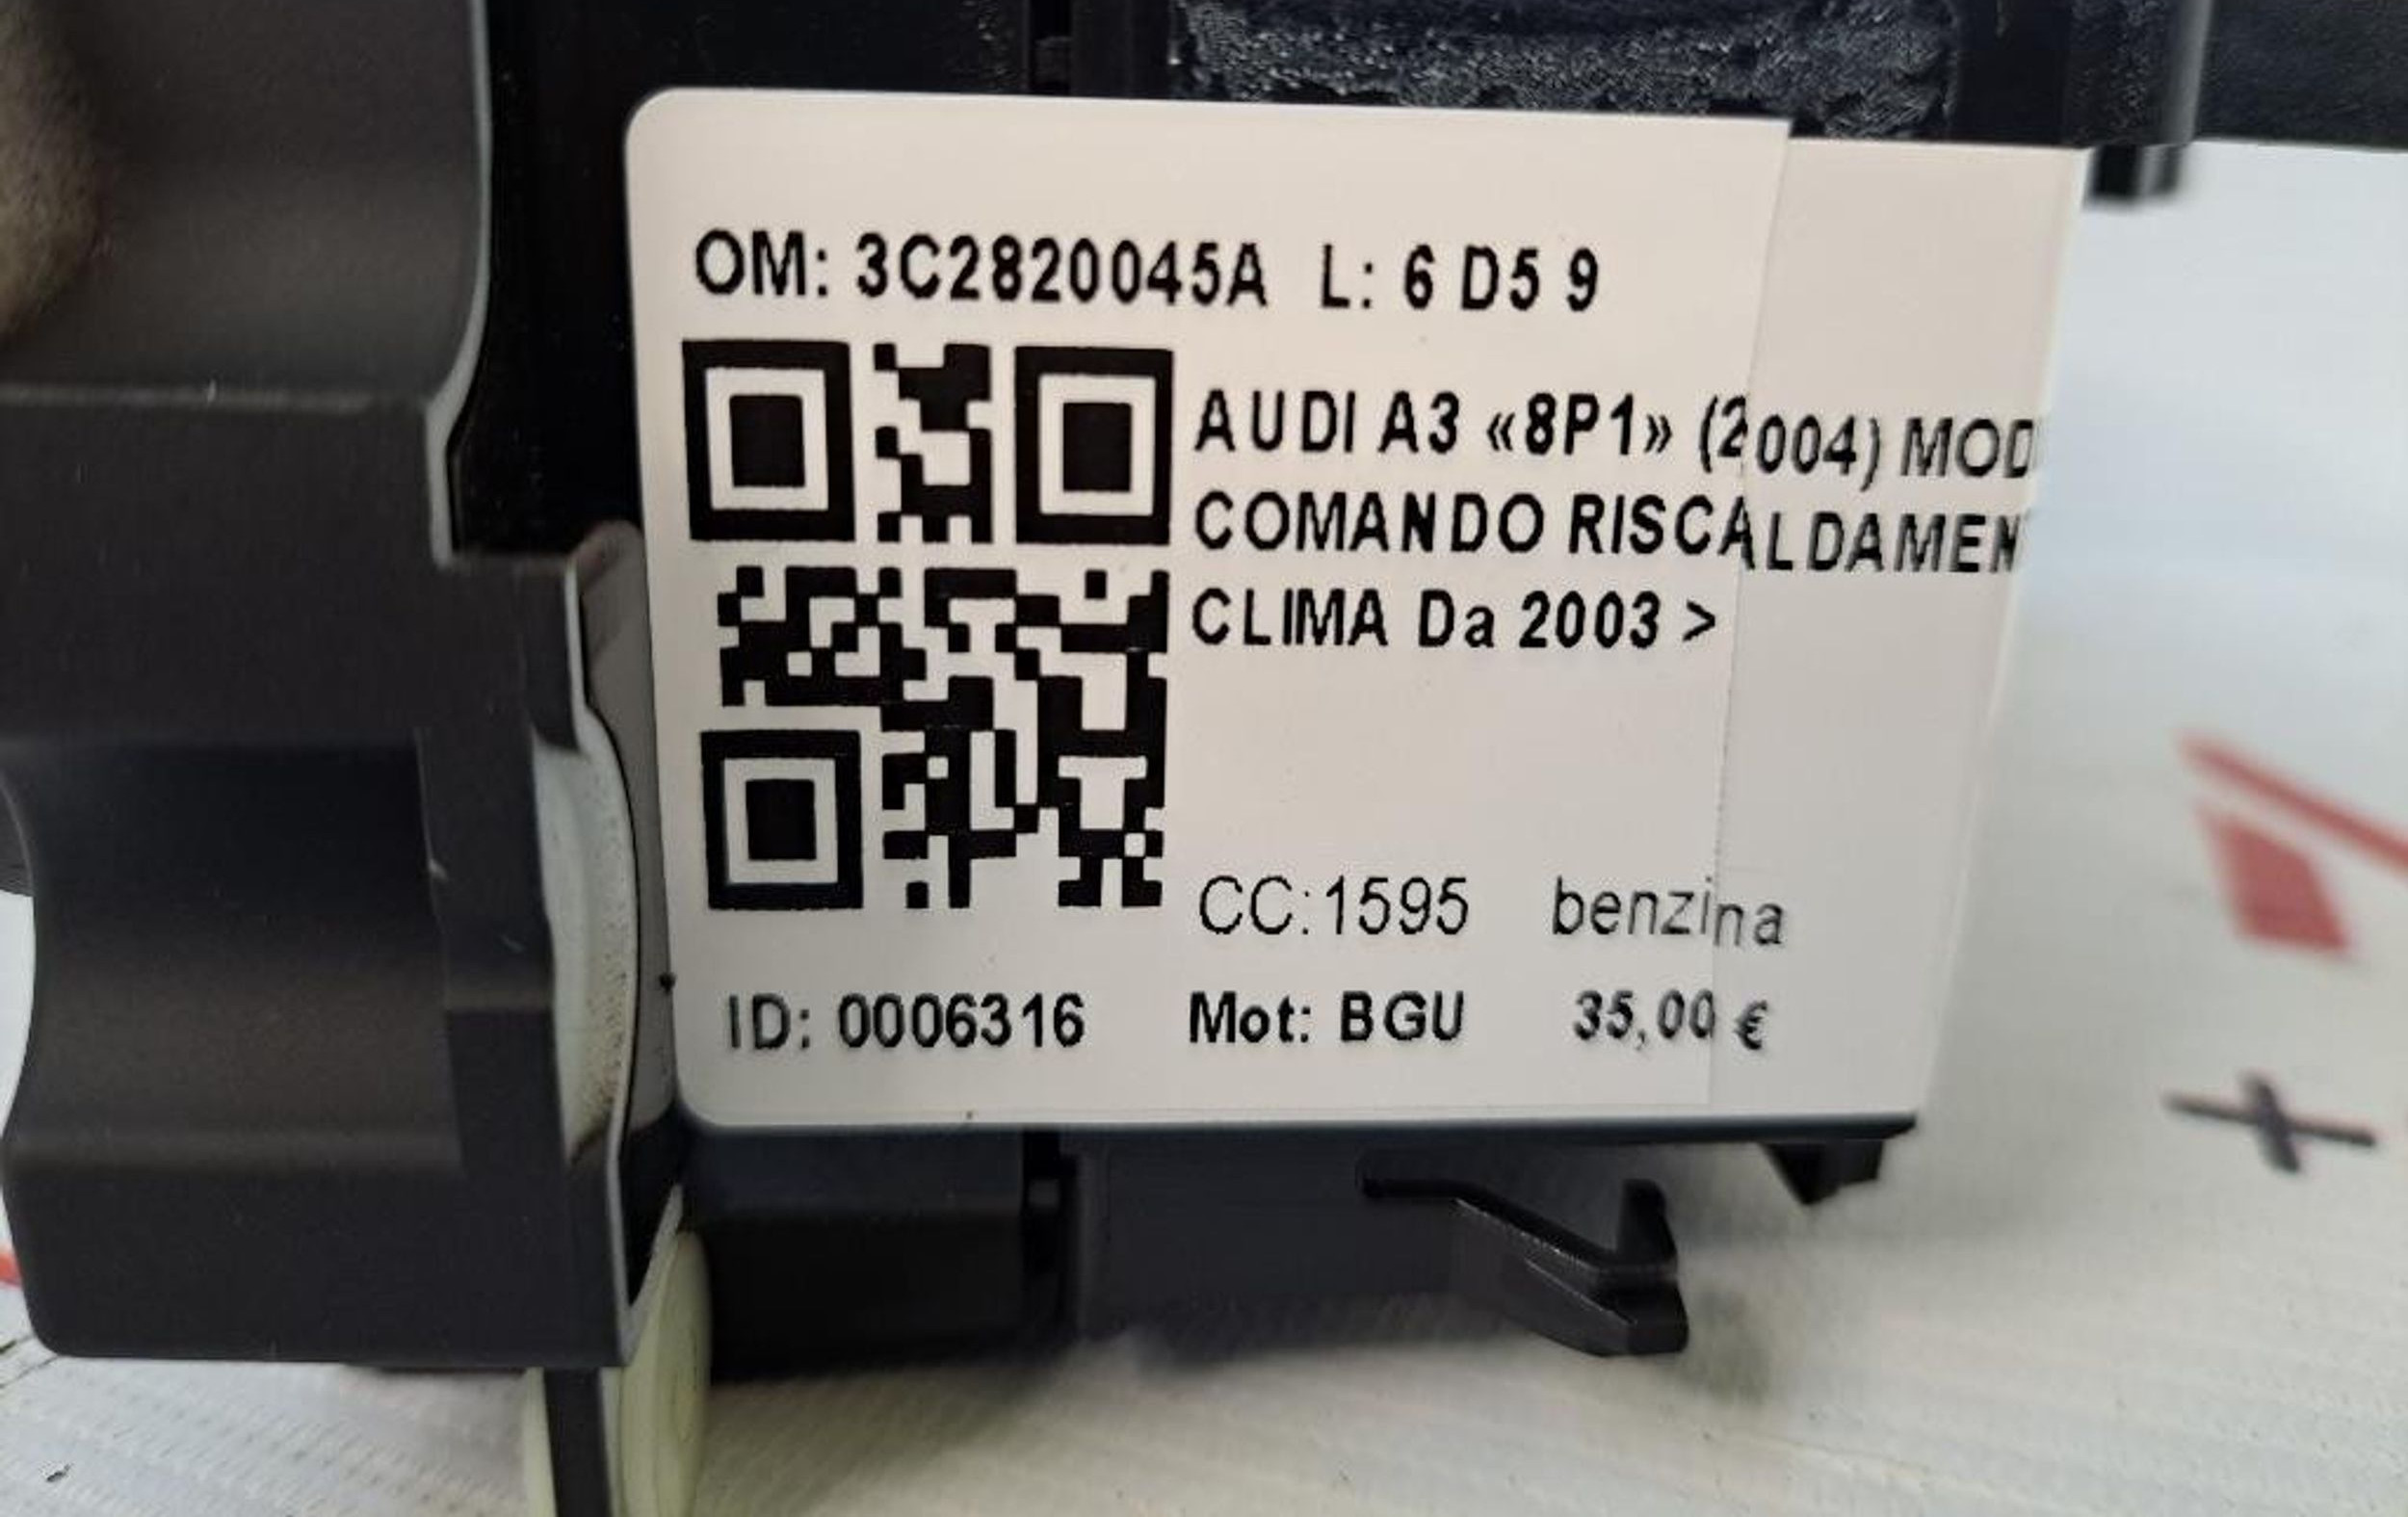 OM: 3C2820045A L: 6 D5 9
AUDI A3 «8P1» (2004) MOD
COMANDO RISCALDAMEN
CLIMA Da 2003 >
CC:1595 benzina
ID: 0006316 Mot: BGU 35,00 €